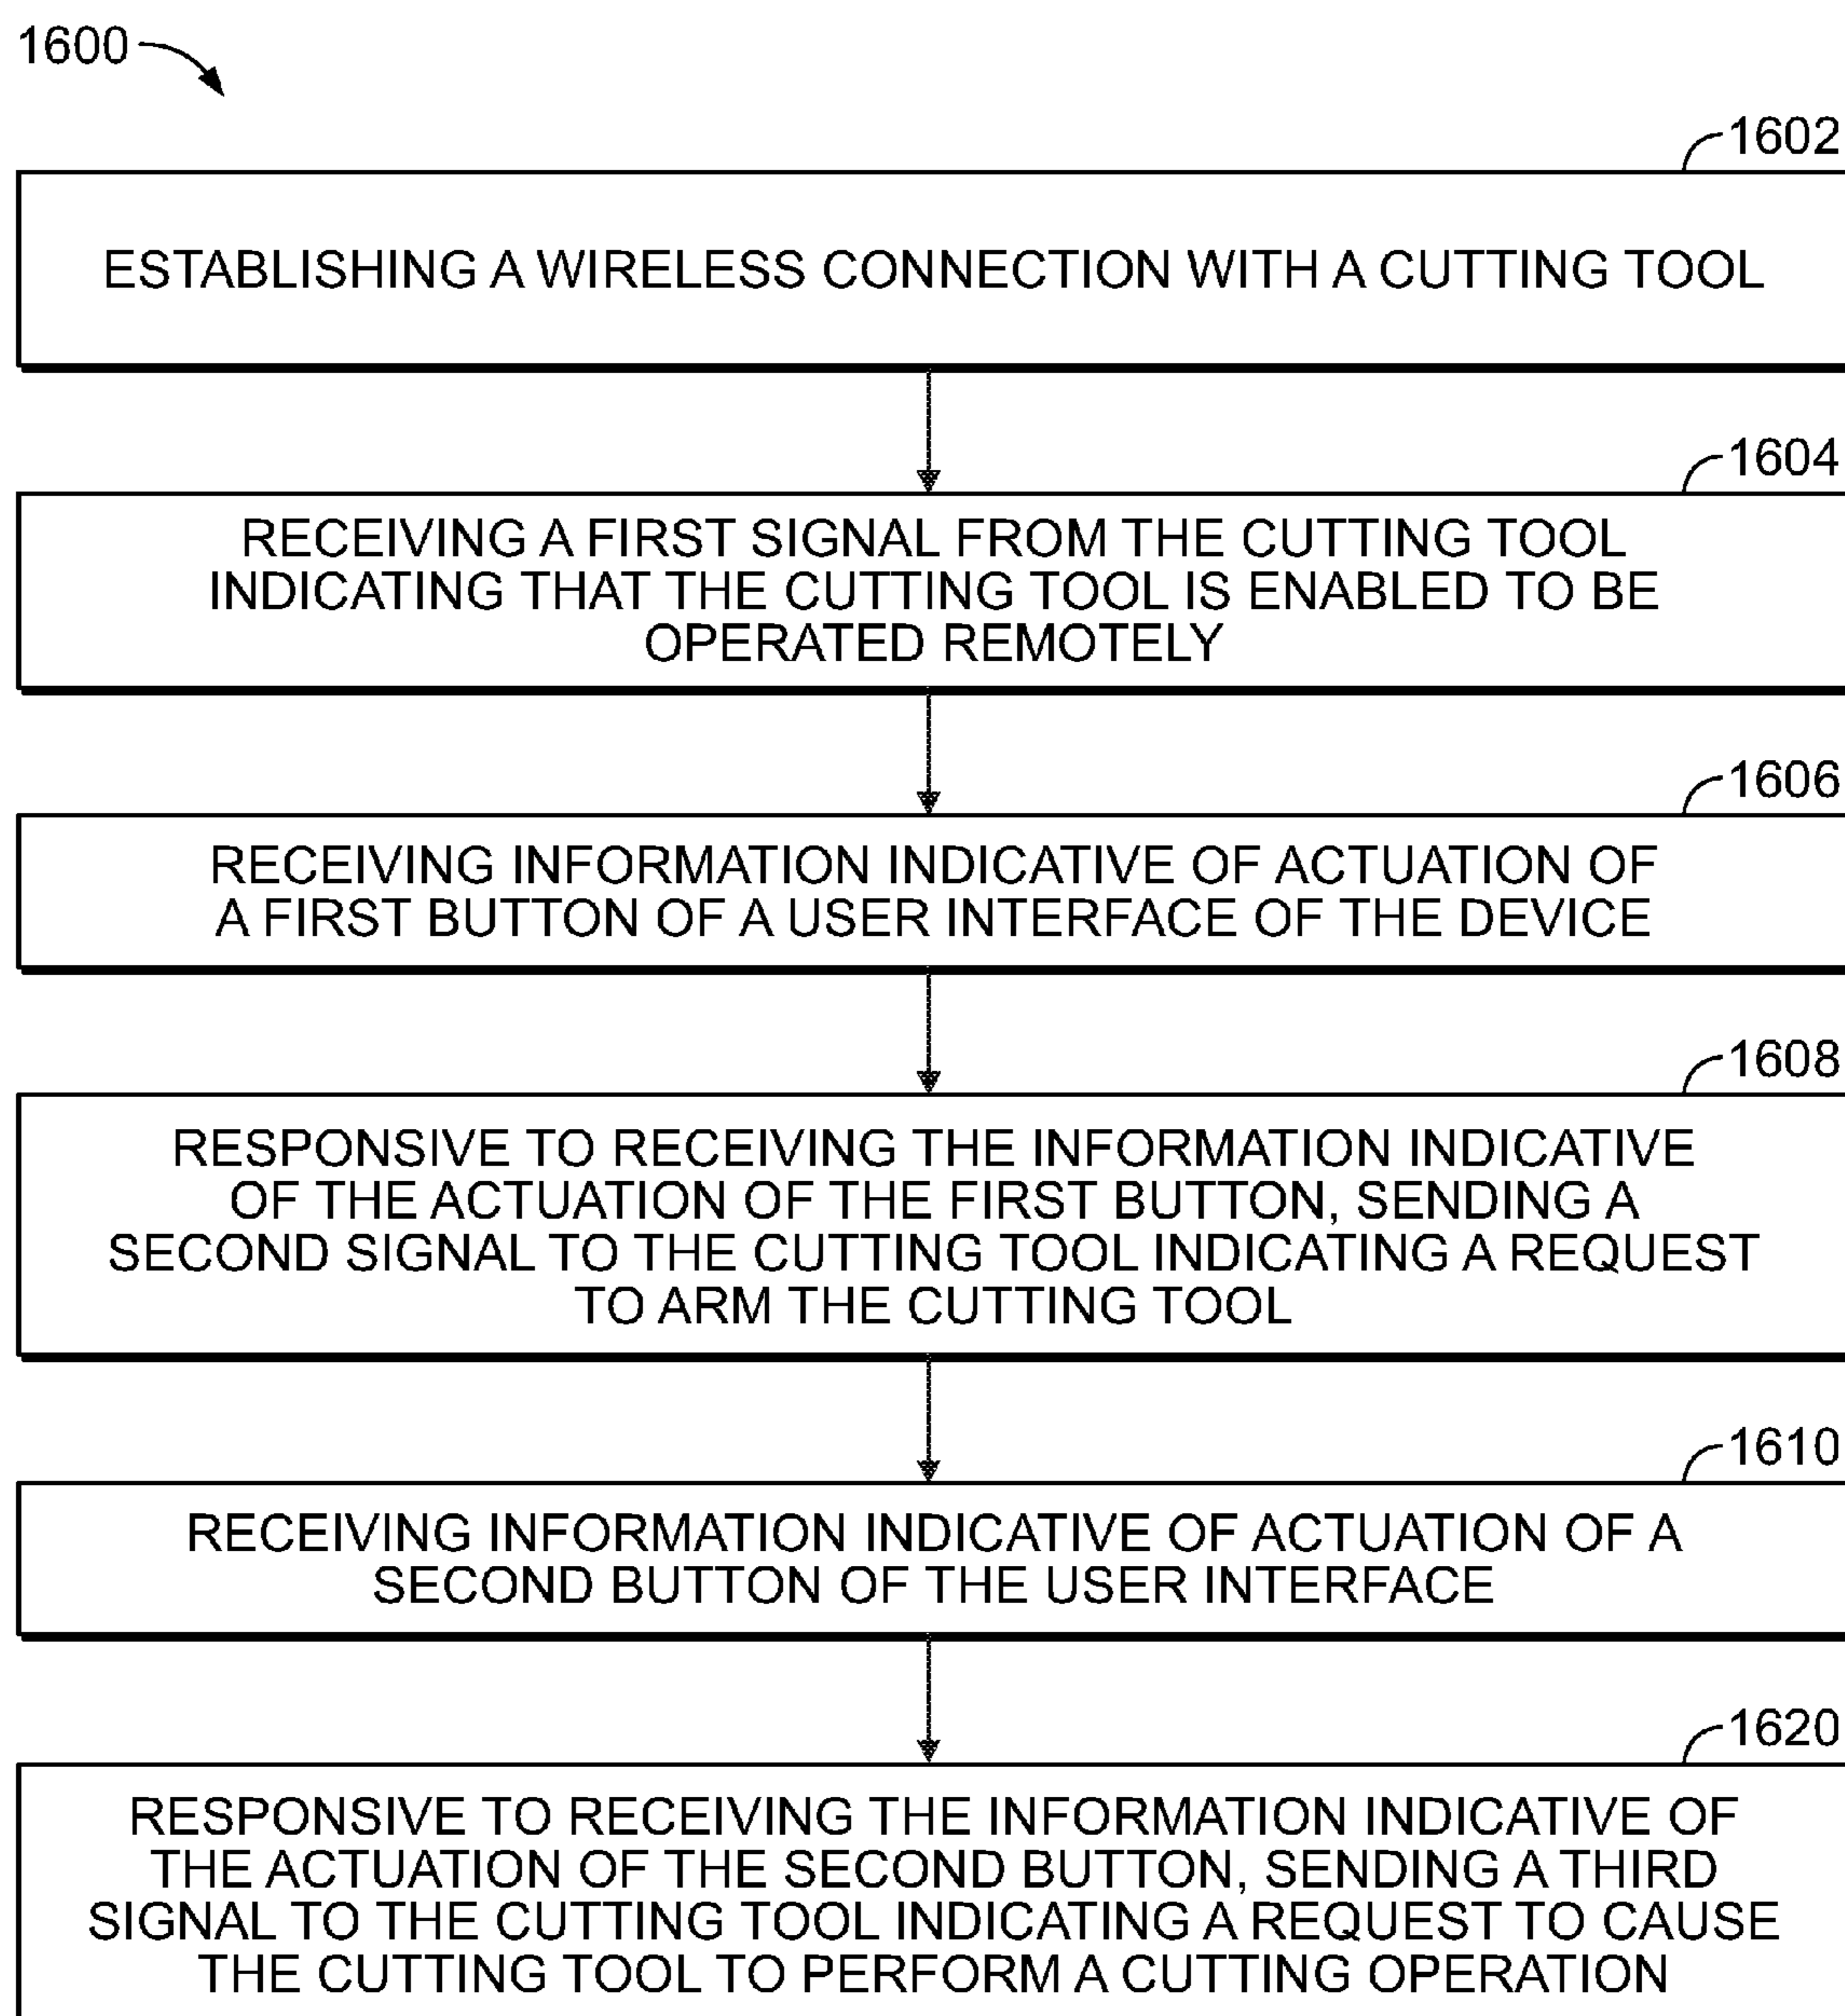 1600
1602
ESTABLISHING A WIRELESS CONNECTION WITH A CUTTING TOOL
1604
RECEIVING A FIRST SIGNAL FROM THE CUTTING TOOL
INDICATING THAT THE CUTTING TOOL IS ENABLED TO BE
OPERATED REMOTELY
1606
RECEIVING INFORMATION INDICATIVE OF ACTUATION OF
A FIRST BUTTON OF A USER INTERFACE OF THE DEVICE
1608
RESPONSIVE TO RECEIVING THE INFORMATION INDICATIVE
OF THE ACTUATION OF THE FIRST BUTTON, SENDING A
SECOND SIGNAL TO THE CUTTING TOOL INDICATING A REQUEST
TO ARM THE CUTTING TOOL
1610
RECEIVING INFORMATION INDICATIVE OF ACTUATION OF A
SECOND BUTTON OF THE USER INTERFACE
1620
RESPONSIVE TO RECEIVING THE INFORMATION INDICATIVE OF
THE ACTUATION OF THE SECOND BUTTON, SENDING A THIRD
SIGNAL TO THE CUTTING TOOL INDICATING A REQUEST TO CAUSE
THE CUTTING TOOL TO PERFORM A CUTTING OPERATION